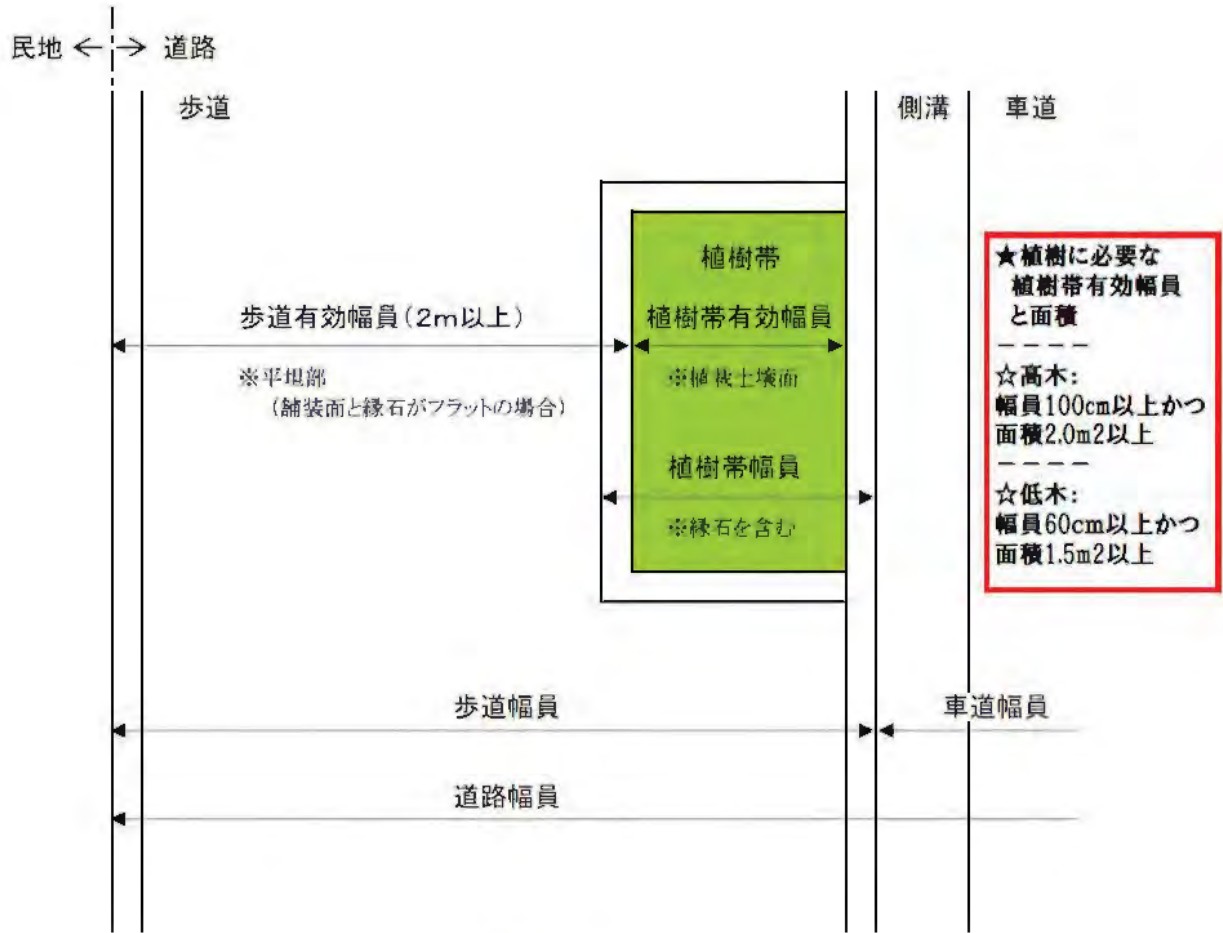 民地 ← → 道路
歩道
側溝
車道
植樹帯
歩道有効幅員(2m以上)
※平坦部
(舗装面と縁石がフラットの場合)
植樹帯有効幅員
※植栽土壌面
植樹帯幅員
※縁石を含む
★植樹に必要な
植樹帯有効幅員
と面積
－－－－
☆高木:
幅員100cm以上かつ
面積2.0m2以上
－－－－
☆低木:
幅員60cm以上かつ
面積1.5m2以上
歩道幅員
車道幅員
道路幅員